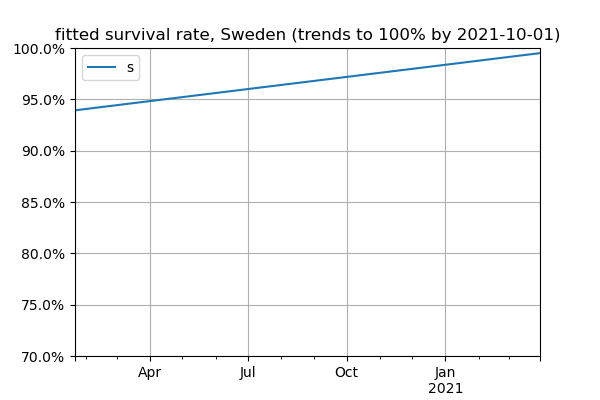 fitted survival rate, Sweden (trends to 100% by 2021-10-01)
100.0%
s
95.0%
90.0%
85.0%
80.0%
75.0%
70.0%
Apr Jul Oct Jan
2021